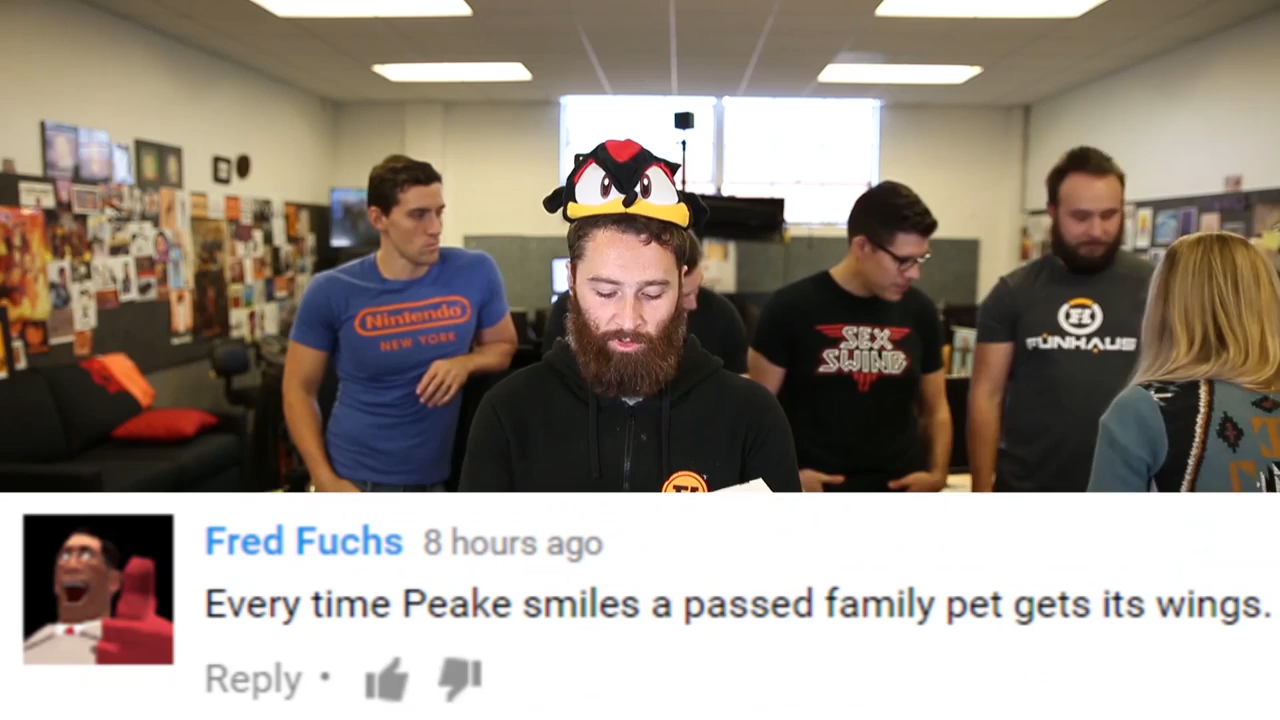 Nintendo
NEW YORK
SEX
SWING
FH
FUNHAUS
Fred Fuchs 8 hours ago
Every time Peake smiles a passed family pet gets its wings.
Reply •